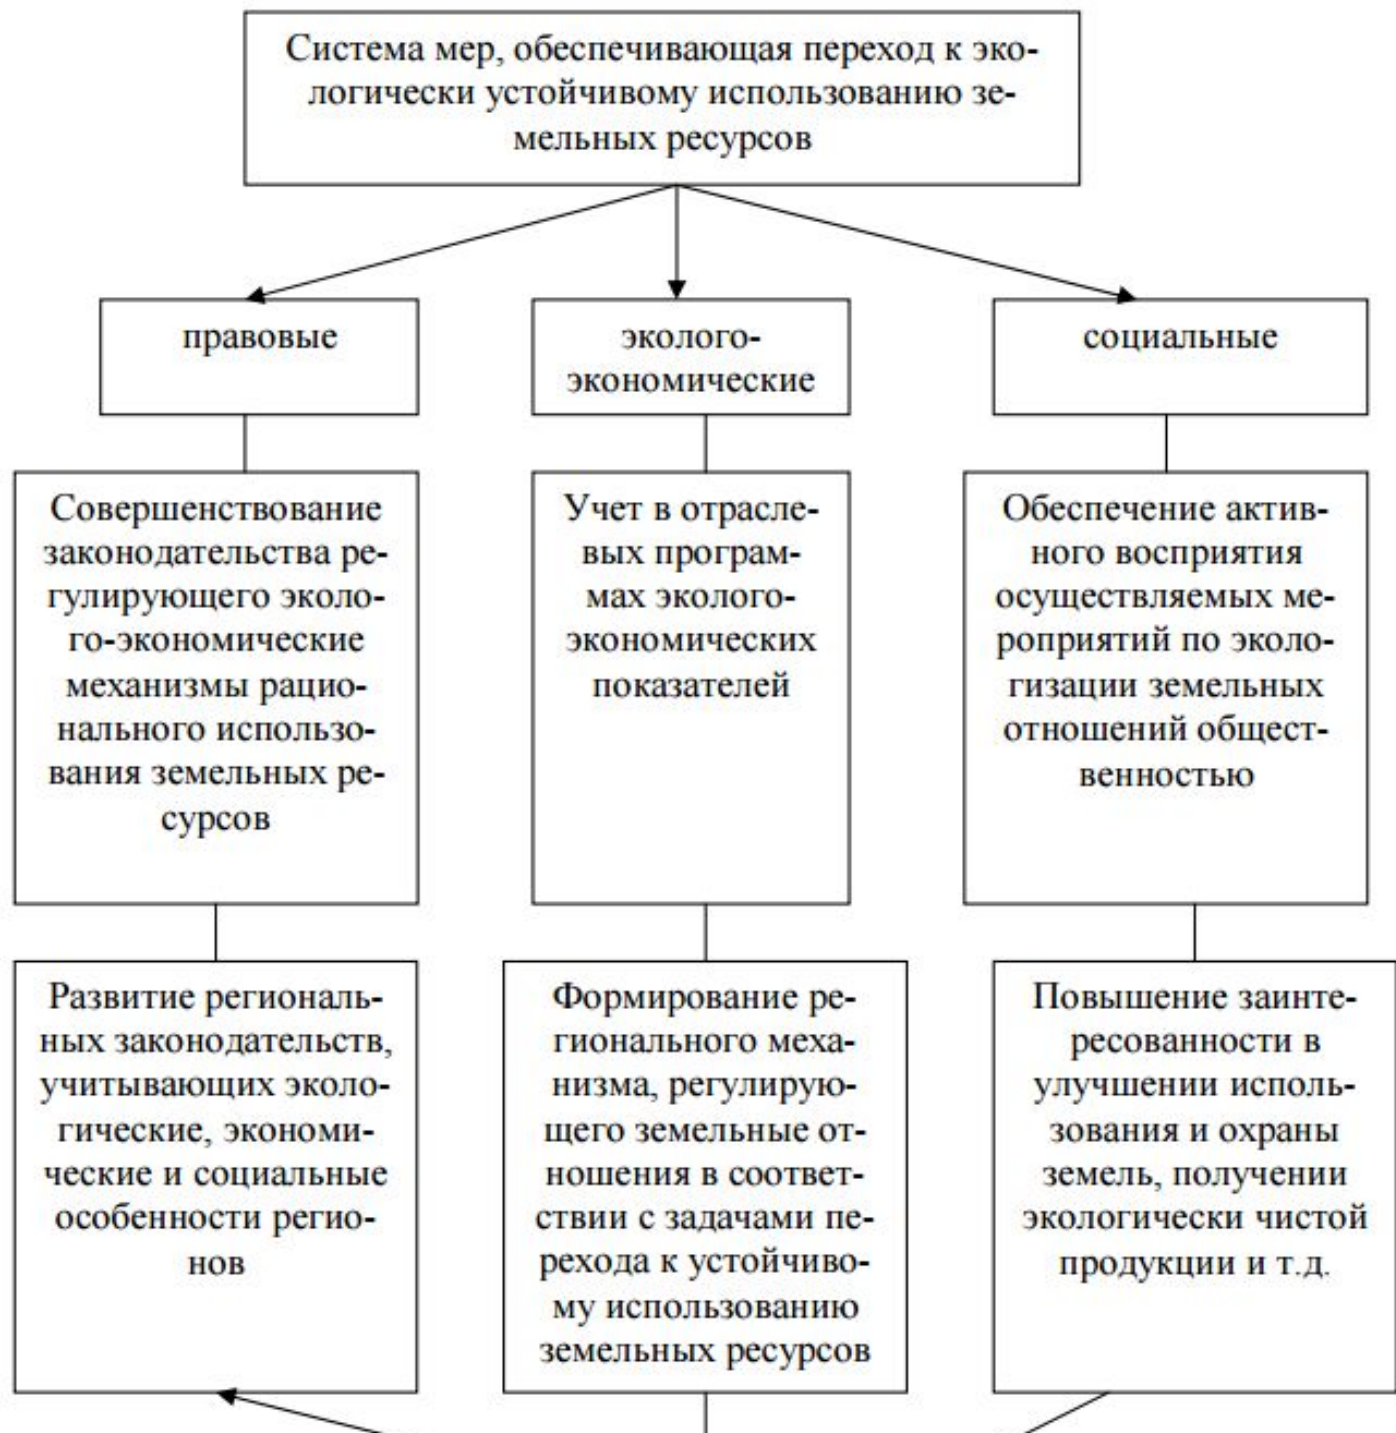 Система мер, обеспечивающая переход к эко-
логически устойчивому использованию зе-
мельных ресурсов
правовые
эколого-
экономические
социальные
Совершенствование
законодательства ре-
гулирующего эколо-
го-экономические
механизмы рацио-
нального использо-
вания земельных ре-
сурсов
Учет в отрасле-
вых програм-
мах эколого-
экономических
показателей
Обеспечение актив-
ного восприятия
осуществляемых ме-
роприятий по эколо-
гизации земельных
отношений общест-
венностью
Развитие региональ-
ных законодательств,
учитывающих эколо-
гические, экономи-
ческие и социальные
особенности регио-
нов
Формирование ре-
гионального меха-
низма, регулирую-
щего земельные от-
ношения в соответ-
ствии с задачами пе-
рехода к устойчиво-
му использованию
земельных ресурсов
Повышение заинте-
ресованности в
улучшении исполь-
зования и охраны
земель, получении
экологически чистой
продукции и т.д.